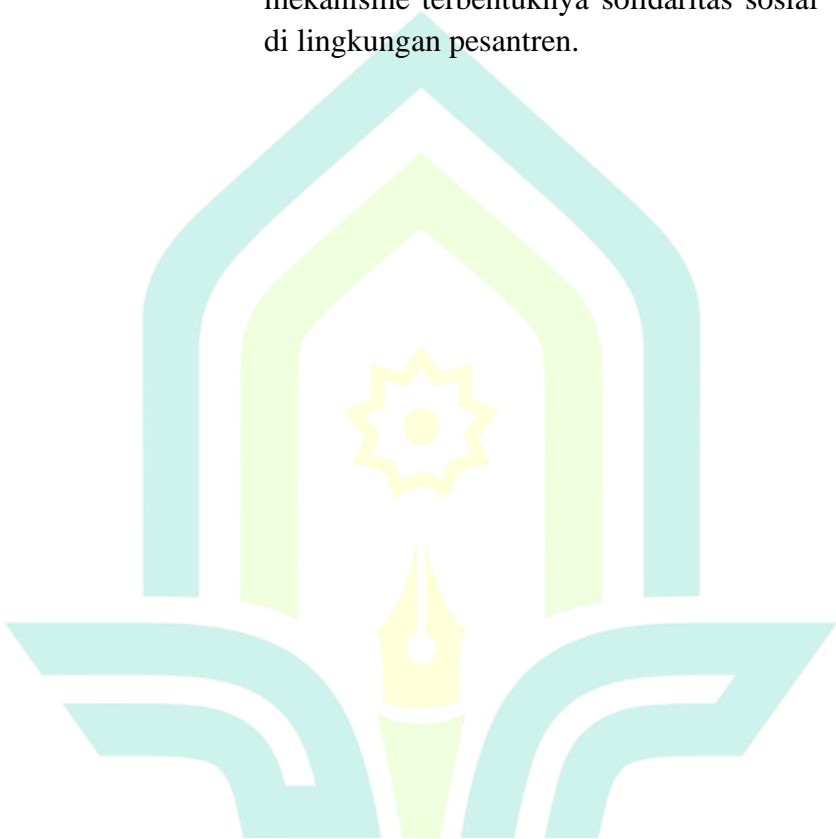 mekanisme terbentuknya solidaritas sosial
di lingkungan pesantren.